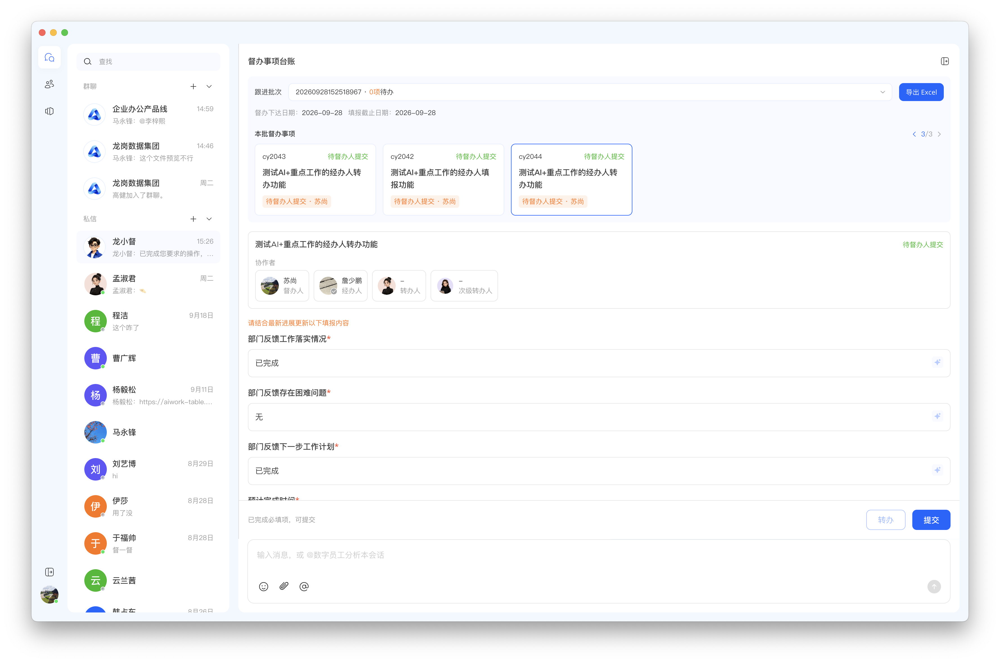 查找
群聊
企业办公产品线 14:59
马永锋：@李梓熙
龙岗数据集团 14:46
马永锋：这个文件预览不行
龙岗数据集团 周二
高健加入了群聊。
私信
龙小督 15:26
龙小督：已完成您要求的操作，...
孟淑君 周二
孟淑君：
程 程洁 9月18日
这个咋了
曹 曹广辉
杨 杨毅松 9月11日
杨毅松：https://aiwork-table....
马永锋
刘 刘艺博 8月29日
hi
伊 伊莎 8月28日
用了没
于 于福帅 8月28日
督一督
云 云兰茜
韩占东 8月26日
督办事项台账
跟进批次 20260928152518967 · 0项待办 导出 Excel
督办下达日期：2026-09-28 填报截止日期：2026-09-28
本批督办事项 3/3
cy2043 待督办人提交
测试AI+重点工作的经办人转
办功能
待督办人提交 · 苏尚
cy2042 待督办人提交
测试AI+重点工作的经办人填
报功能
待督办人提交 · 苏尚
cy2044 待督办人提交
测试AI+重点工作的经办人转
办功能
待督办人提交 · 苏尚
测试AI+重点工作的经办人转办功能 待督办人提交
协作者
苏尚
督办人
詹少鹏
经办人
–
转办人
–
次级转办人
请结合最新进展更新以下填报内容
部门反馈工作落实情况*
已完成
部门反馈存在困难问题*
无
部门反馈下一步工作计划*
已完成
预计完成时间*
已完成必填项，可提交 转办 提交
输入消息，或 @数字员工分析本会话